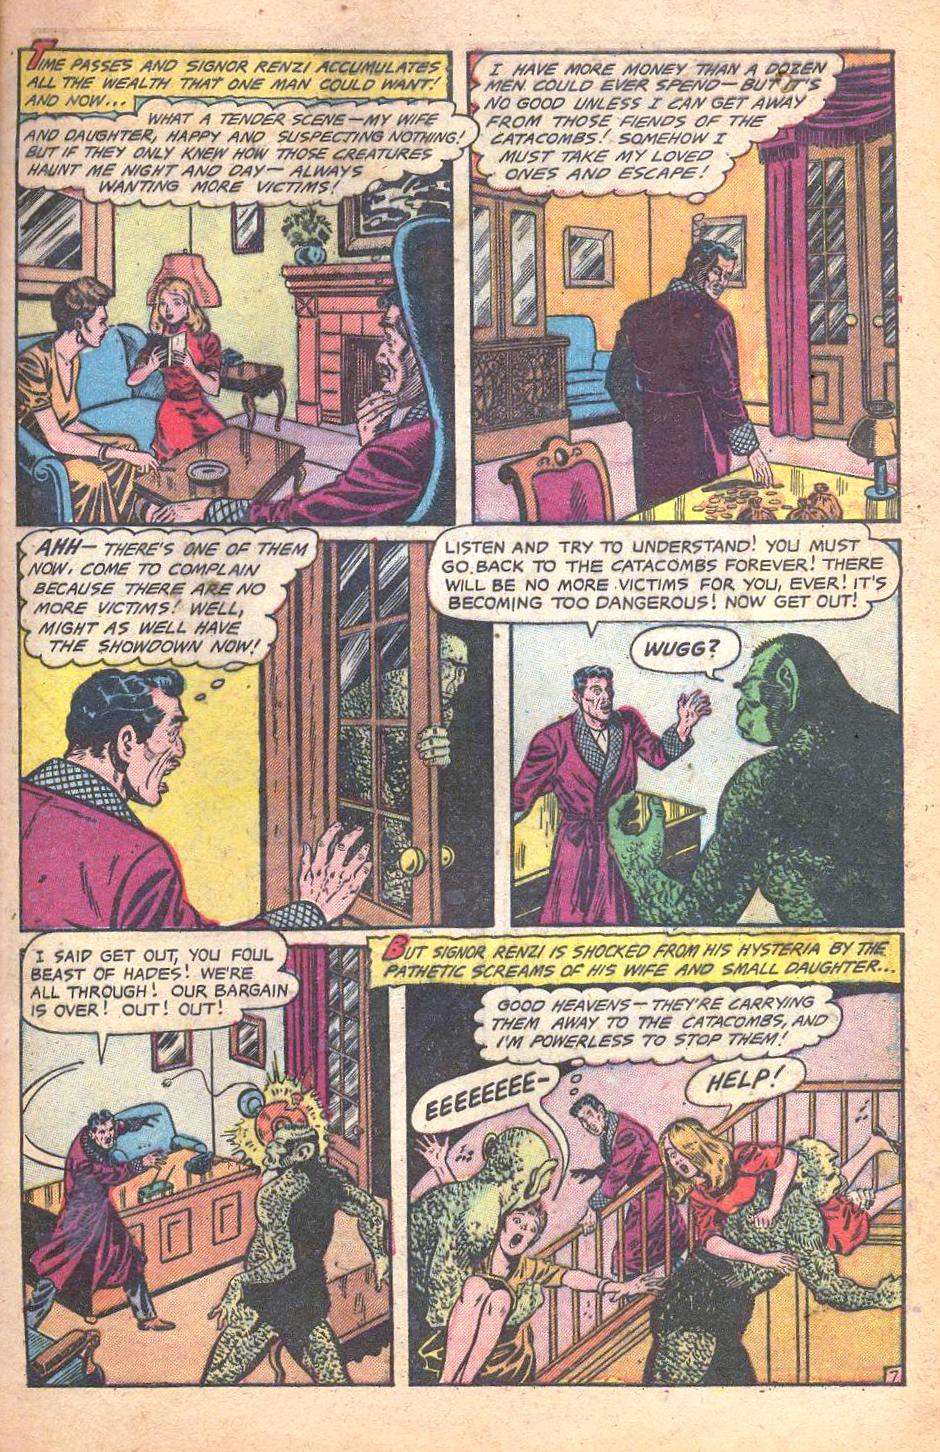 TIME PASSES AND SIGNOR RENZI ACCUMULATES
ALL THE WEALTH THAT ONE MAN COULD WANT!
AND NOW...
WHAT A TENDER SCENE—MY WIFE
AND DAUGHTER, HAPPY AND SUSPECTING NOTHING!
BUT IF THEY ONLY KNEW HOW THOSE CREATURES
HAUNT ME NIGHT AND DAY—ALWAYS
WANTING MORE VICTIMS!
I HAVE MORE MONEY THAN A DOZEN
MEN COULD EVER SPEND—BUT IT'S
NO GOOD UNLESS I CAN GET AWAY
FROM THOSE FIENDS OF THE
CATACOMBS! SOMEHOW I
MUST TAKE MY LOVED
ONES AND ESCAPE!
AHH—THERE'S ONE OF THEM
NOW, COME TO COMPLAIN
BECAUSE THERE ARE NO
MORE VICTIMS! WELL,
MIGHT AS WELL HAVE
THE SHOWDOWN NOW!
LISTEN AND TRY TO UNDERSTAND! YOU MUST
GO BACK TO THE CATACOMBS FOREVER! THERE
WILL BE NO MORE VICTIMS FOR YOU, EVER! IT'S
BECOMING TOO DANGEROUS! NOW GET OUT!
WUGG?
I SAID GET OUT, YOU FOUL
BEAST OF HADES! WE'RE
ALL THROUGH! OUR BARGAIN
IS OVER! OUT! OUT!
BUT SIGNOR RENZI IS SHOCKED FROM HIS HYSTERIA BY THE
PATHETIC SCREAMS OF HIS WIFE AND SMALL DAUGHTER...
GOOD HEAVENS—THEY'RE CARRYING
THEM AWAY TO THE CATACOMBS, AND
I'M POWERLESS TO STOP THEM!
EEEEEEEE-
HELP!
7